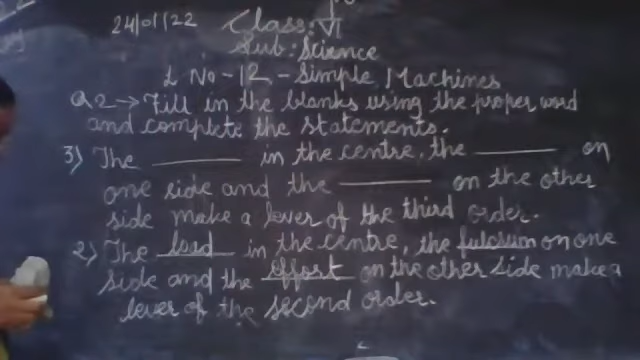 24/01/22 Class:VI
Sub:Science
L No-12-Simple Machines
Q2→Fill in the blanks using the proper word
and complete the statements.
3) The ______ in the centre, the ______ on
one side and the ______ on the other
side make a lever of the third order.
2) The load in the centre, the fulcrum on one
side and the effort on the other side make a
lever of the second order.